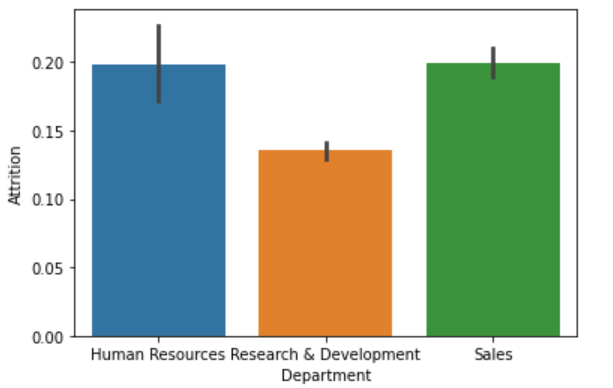 0.20
0.15
0.10
0.05
0.00
Attrition
Human Resources Research & Development Sales
Department